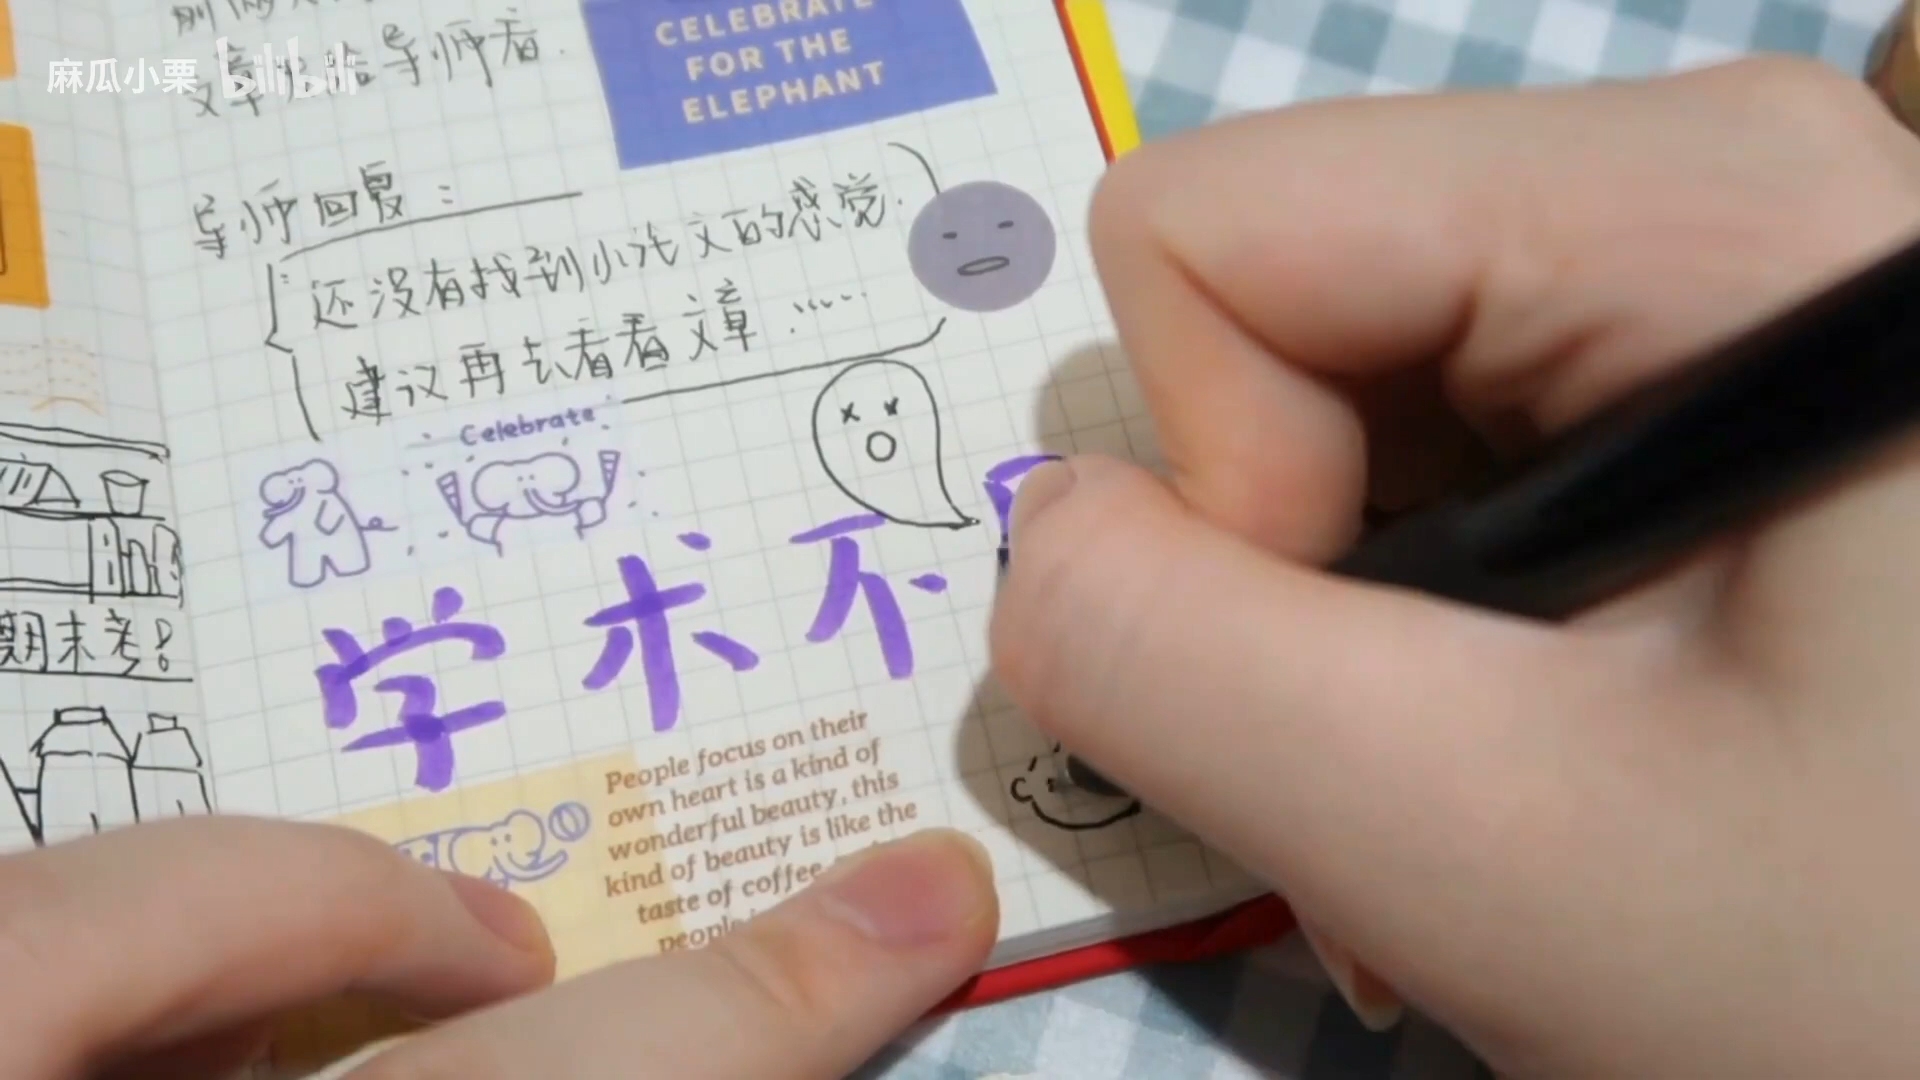 麻瓜小栗 bilibili
CELEBRATE
FOR THE
ELEPHANT
导师看.
导师回复:
还没有找到小论文的感觉.
建议再去看看文章......
Celebrate
学术不
期末考!
People focus on their
own heart is a kind of
wonderful beauty, this
kind of beauty is like the
taste of coffee
people